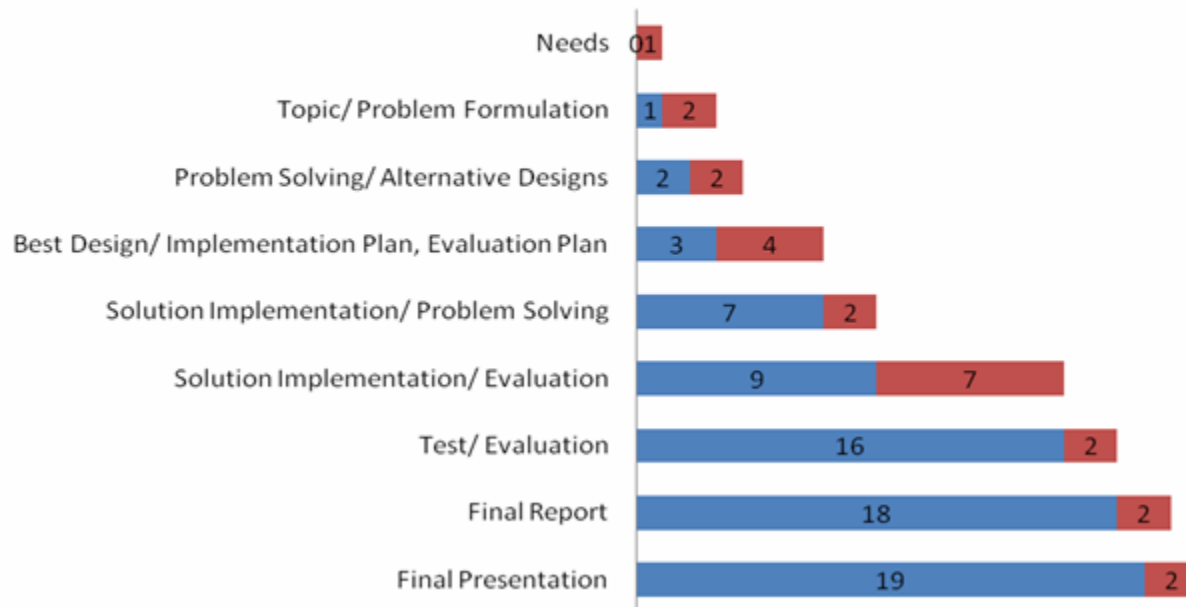 Needs 01
Topic/ Problem Formulation 1 2
Problem Solving/ Alternative Designs 2 2
Best Design/ Implementation Plan, Evaluation Plan 3 4
Solution Implementation/ Problem Solving 7 2
Solution Implementation/ Evaluation 9 7
Test/ Evaluation 16 2
Final Report 18 2
Final Presentation 19 2